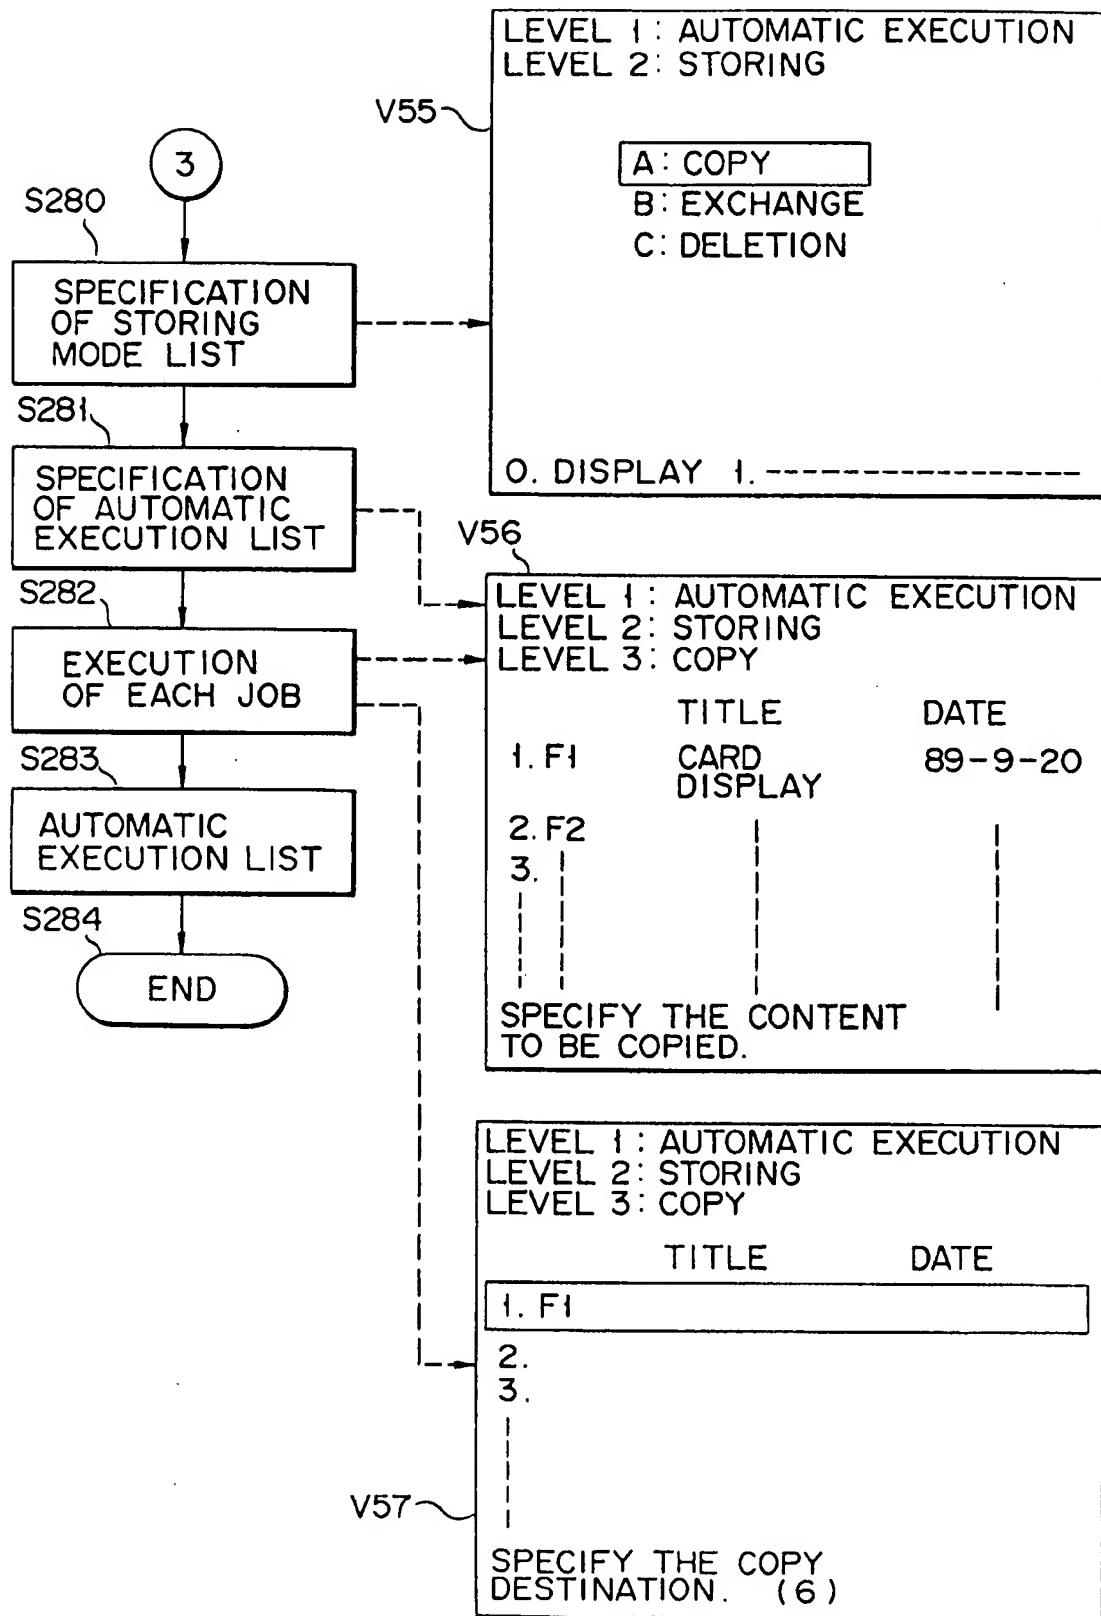 3
S280
SPECIFICATION
OF STORING
MODE LIST
S281
SPECIFICATION
OF AUTOMATIC
EXECUTION LIST
S282
EXECUTION
OF EACH JOB
S283
AUTOMATIC
EXECUTION LIST
S284
END
V55
LEVEL 1: AUTOMATIC EXECUTION
LEVEL 2: STORING
A: COPY
B: EXCHANGE
C: DELETION
0. DISPLAY 1. ----------------
V56
LEVEL 1: AUTOMATIC EXECUTION
LEVEL 2: STORING
LEVEL 3: COPY
TITLE DATE
1. F1 CARD 89-9-20
DISPLAY
2. F2
3.
SPECIFY THE CONTENT
TO BE COPIED.
V57
LEVEL 1: AUTOMATIC EXECUTION
LEVEL 2: STORING
LEVEL 3: COPY
TITLE DATE
1. F1
2.
3.
SPECIFY THE COPY
DESTINATION. (6)